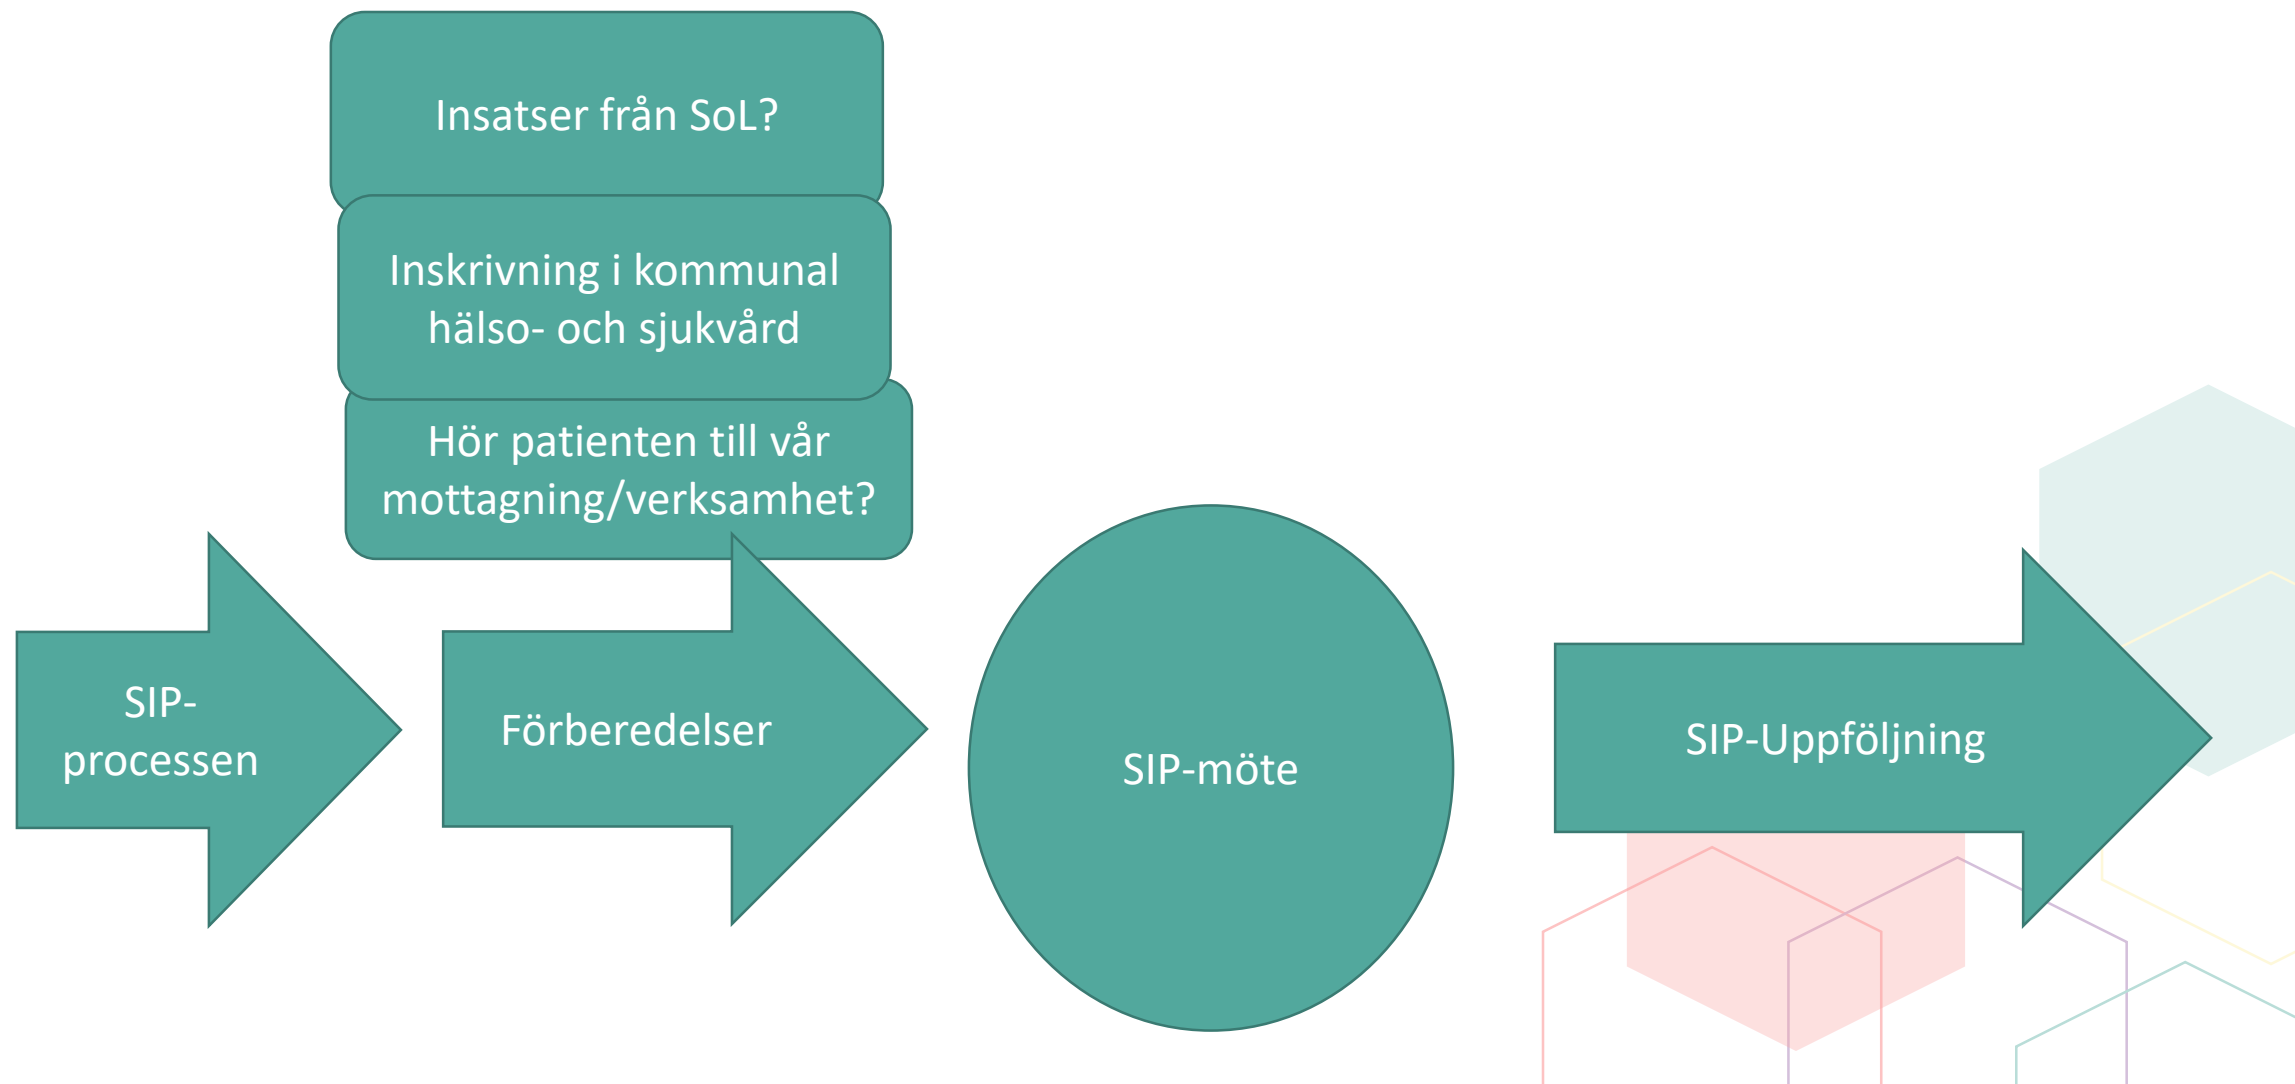 Insatser från SoL?
Inskrivning i kommunal
hälso- och sjukvård
Hör patienten till vår
mottagning/verksamhet?
SIP-
processen
Förberedelser
SIP-möte
SIP-Uppföljning